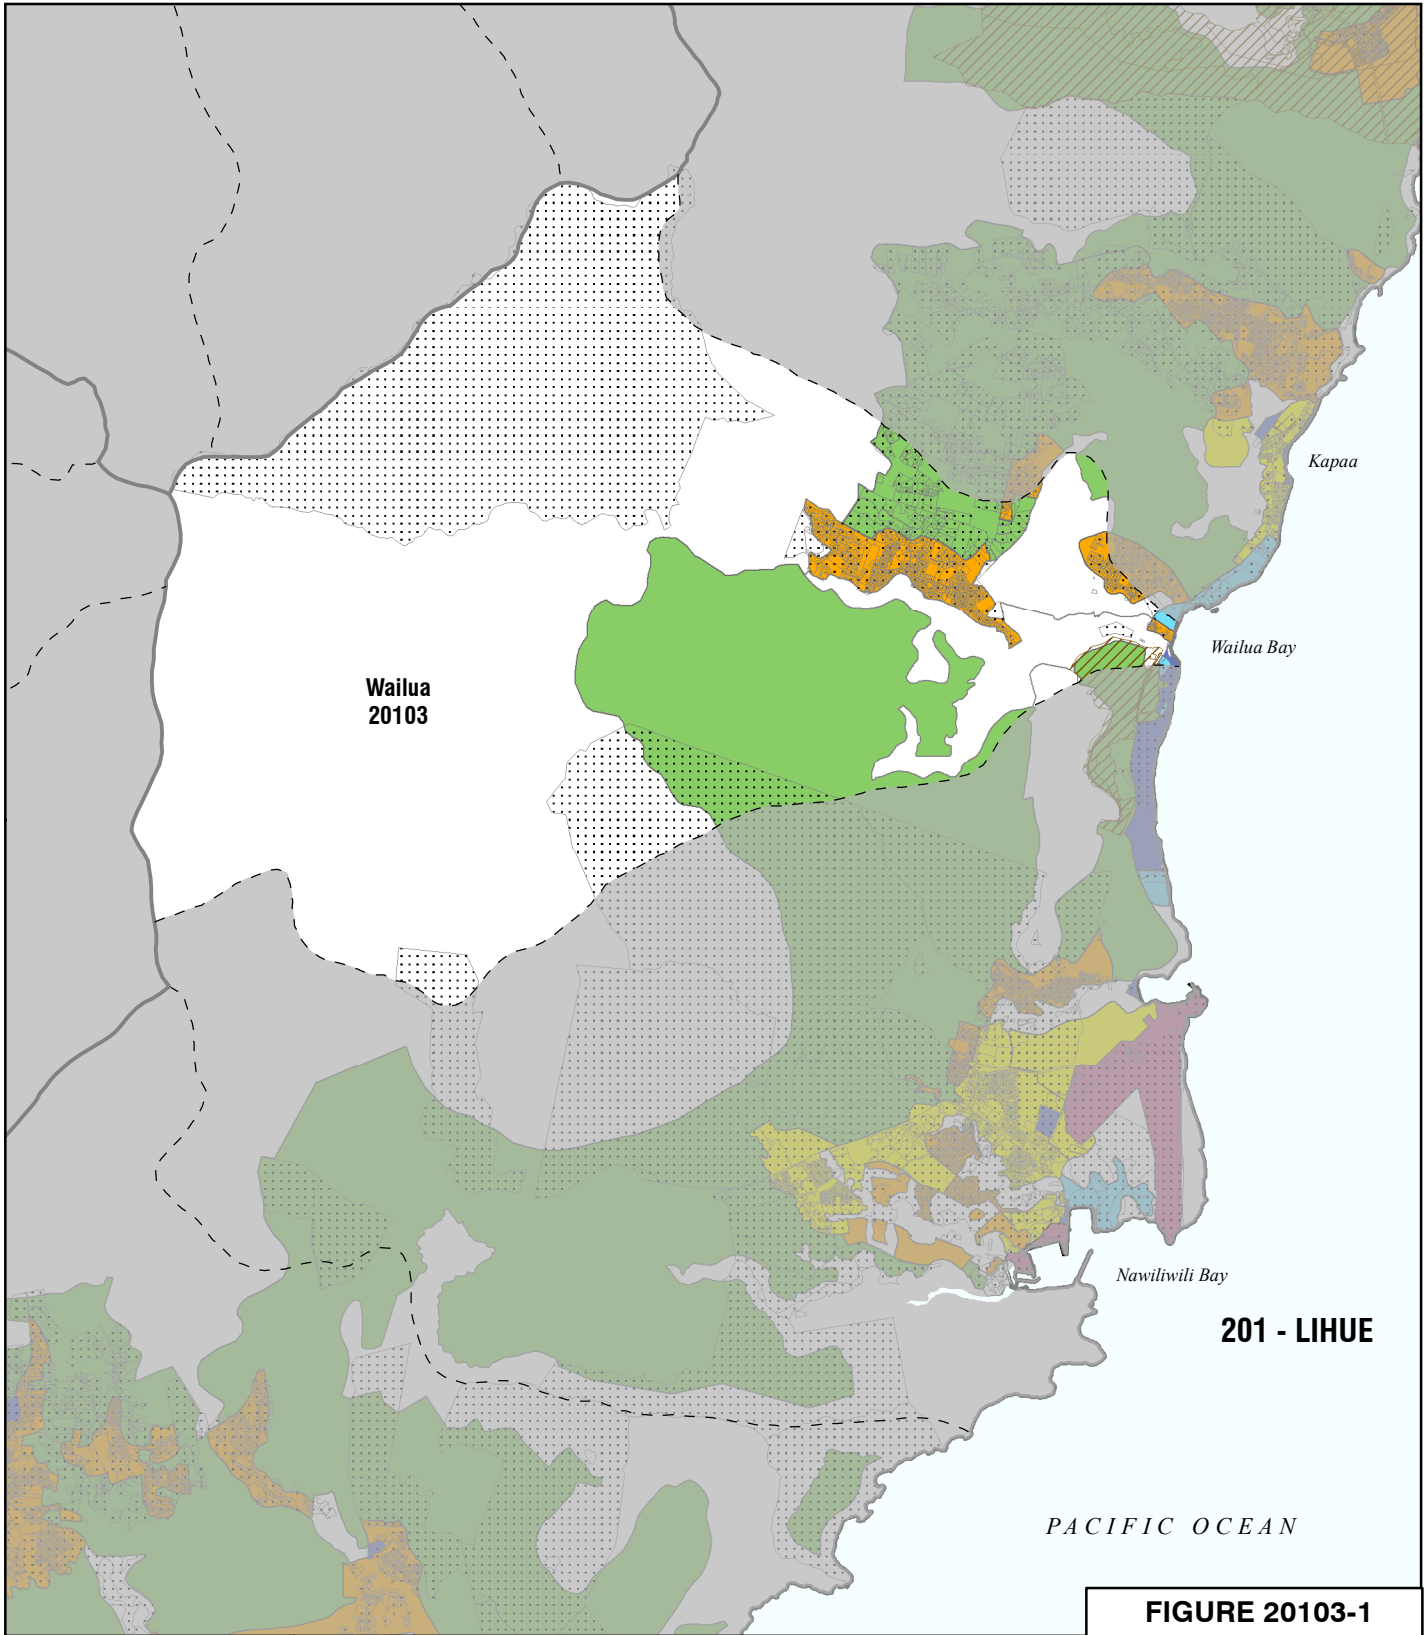 Kapaa
Wailua Bay
Wailua
20103
Nawiliwili Bay
201 - LIHUE
PACIFIC OCEAN
FIGURE 20103-1